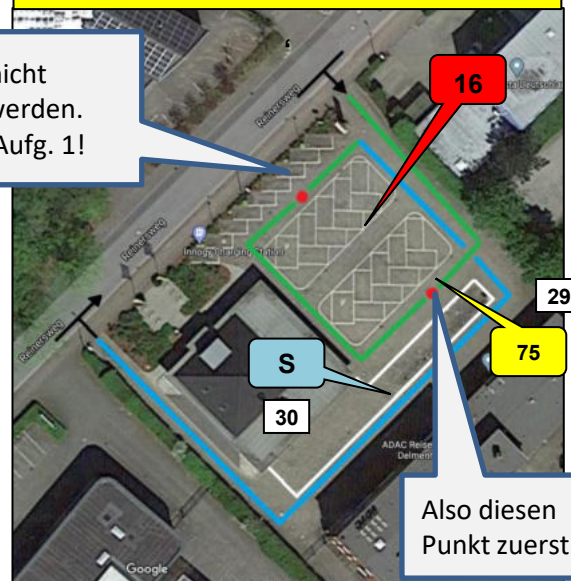 nicht
werden.
Aufg. 1!
16
Reinersweg
Reinersweg
Reinersweg
Innogy Charging Station
29
75
S
30
ADAC Reise
Delmen
Also diesen
Punkt zuerst
Google